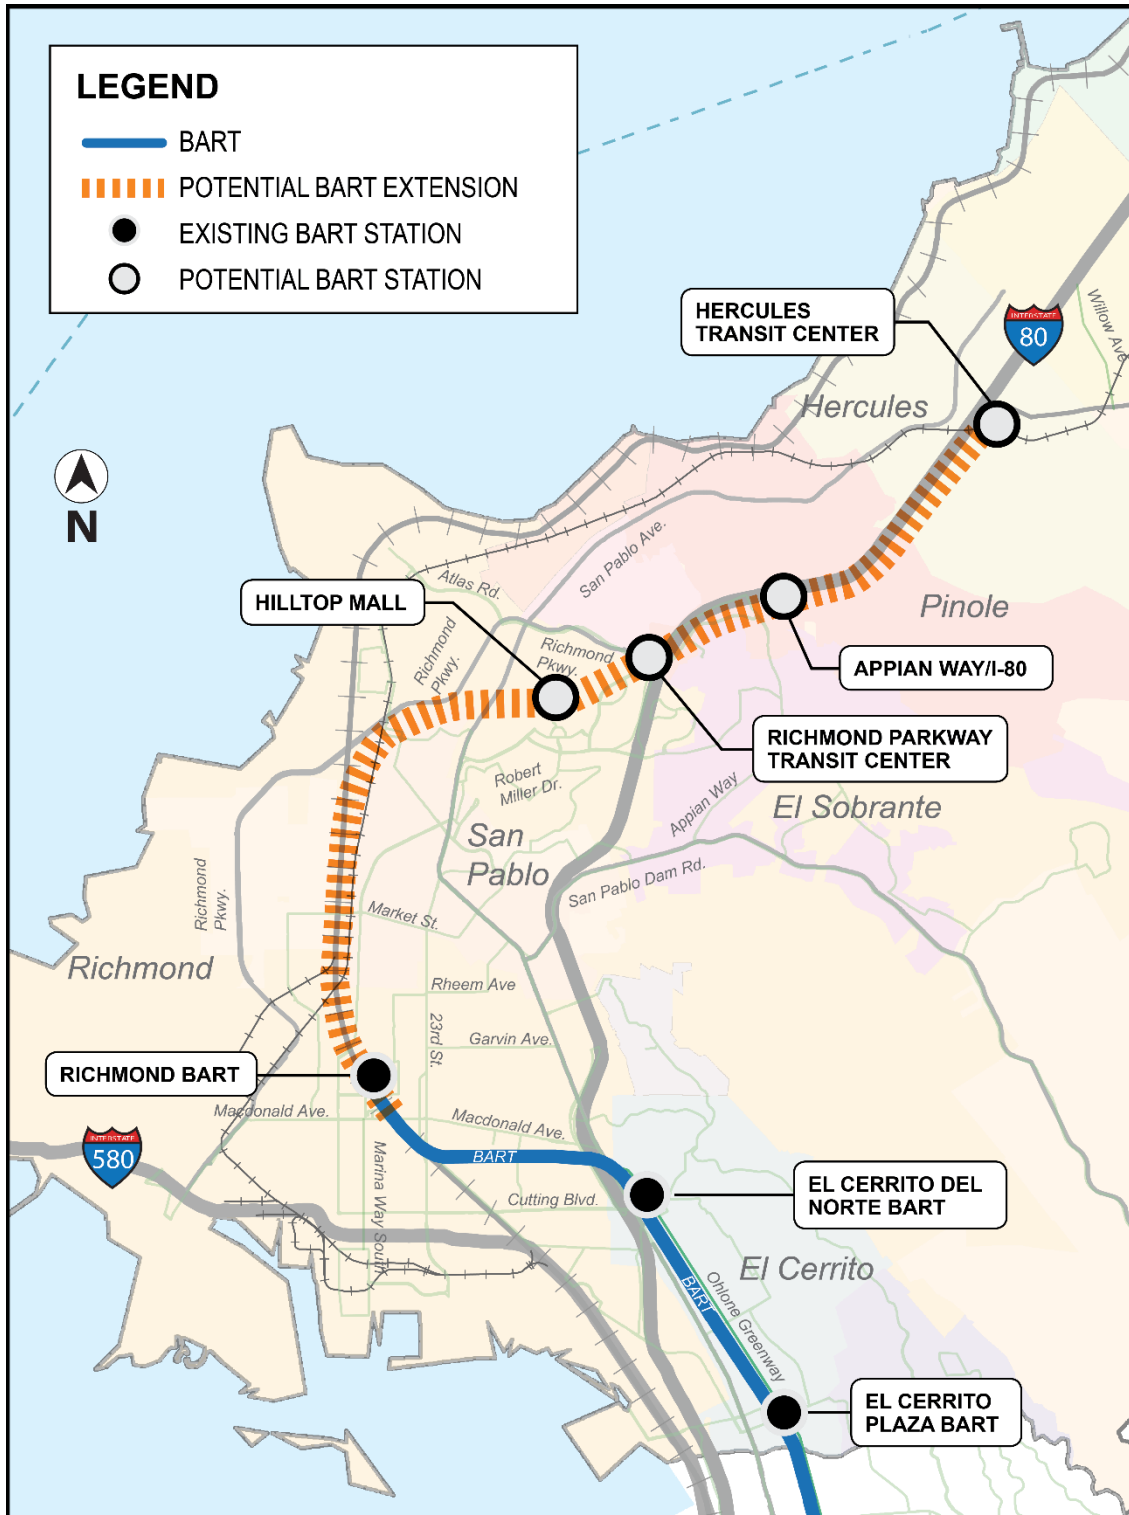 LEGEND
BART
POTENTIAL BART EXTENSION
EXISTING BART STATION
POTENTIAL BART STATION
HERCULES
TRANSIT CENTER
INTERSTATE
80
Willow Ave
Hercules
N
San Pablo Ave.
Atlas Rd.
HILLTOP MALL
Pinole
Richmond
Pkwy.
Richmond
Pkwy.
APPIAN WAY/I-80
RICHMOND PARKWAY
TRANSIT CENTER
Robert
Miller Dr.
Appian Way
El Sobrante
San
Pablo
San Pablo Dam Rd.
Richmond
Pkwy.
Market St.
Richmond
Rheem Ave
23rd St.
Garvin Ave.
RICHMOND BART
Macdonald Ave.
Macdonald Ave.
INTERSTATE
580
BART
Marina Way South
Cutting Blvd.
EL CERRITO DEL
NORTE BART
El Cerrito
BART
Ohlone Greenway
EL CERRITO
PLAZA BART